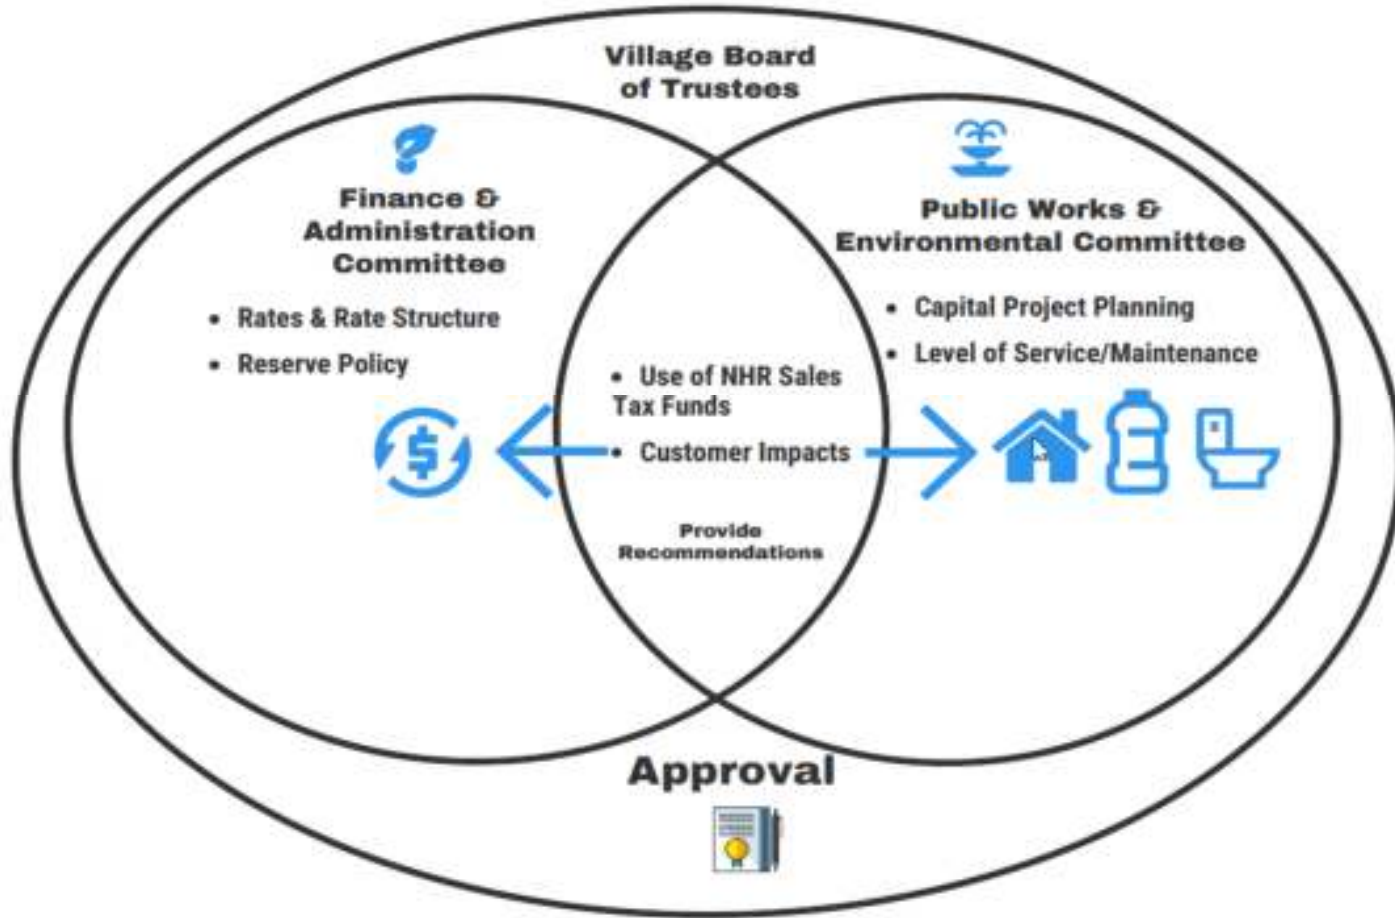 Village Board
of Trustees
Finance &
Administration
Committee
• Rates & Rate Structure
• Reserve Policy
Public Works &
Environmental Committee
• Capital Project Planning
• Level of Service/Maintenance
• Use of NHR Sales
Tax Funds
• Customer Impacts
Provide
Recommendations
$
Approval